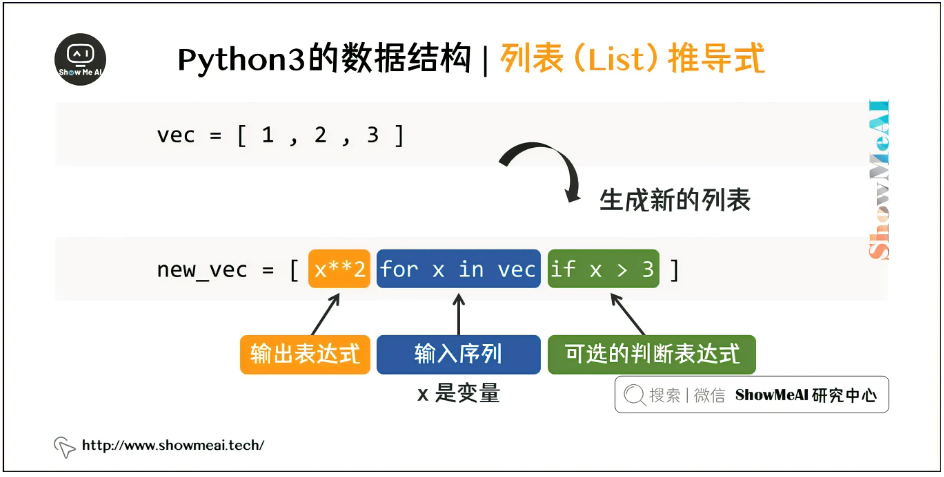 Show Me AI
Python3的数据结构 | 列表（List）推导式
vec = [ 1 , 2 , 3 ]
ShowMeAI
生成新的列表
new_vec = [ x**2 for x in vec if x > 3 ]
输出表达式 输入序列 可选的判断表达式
x 是变量
搜索 | 微信 ShowMeAI 研究中心
http://www.showmeai.tech/